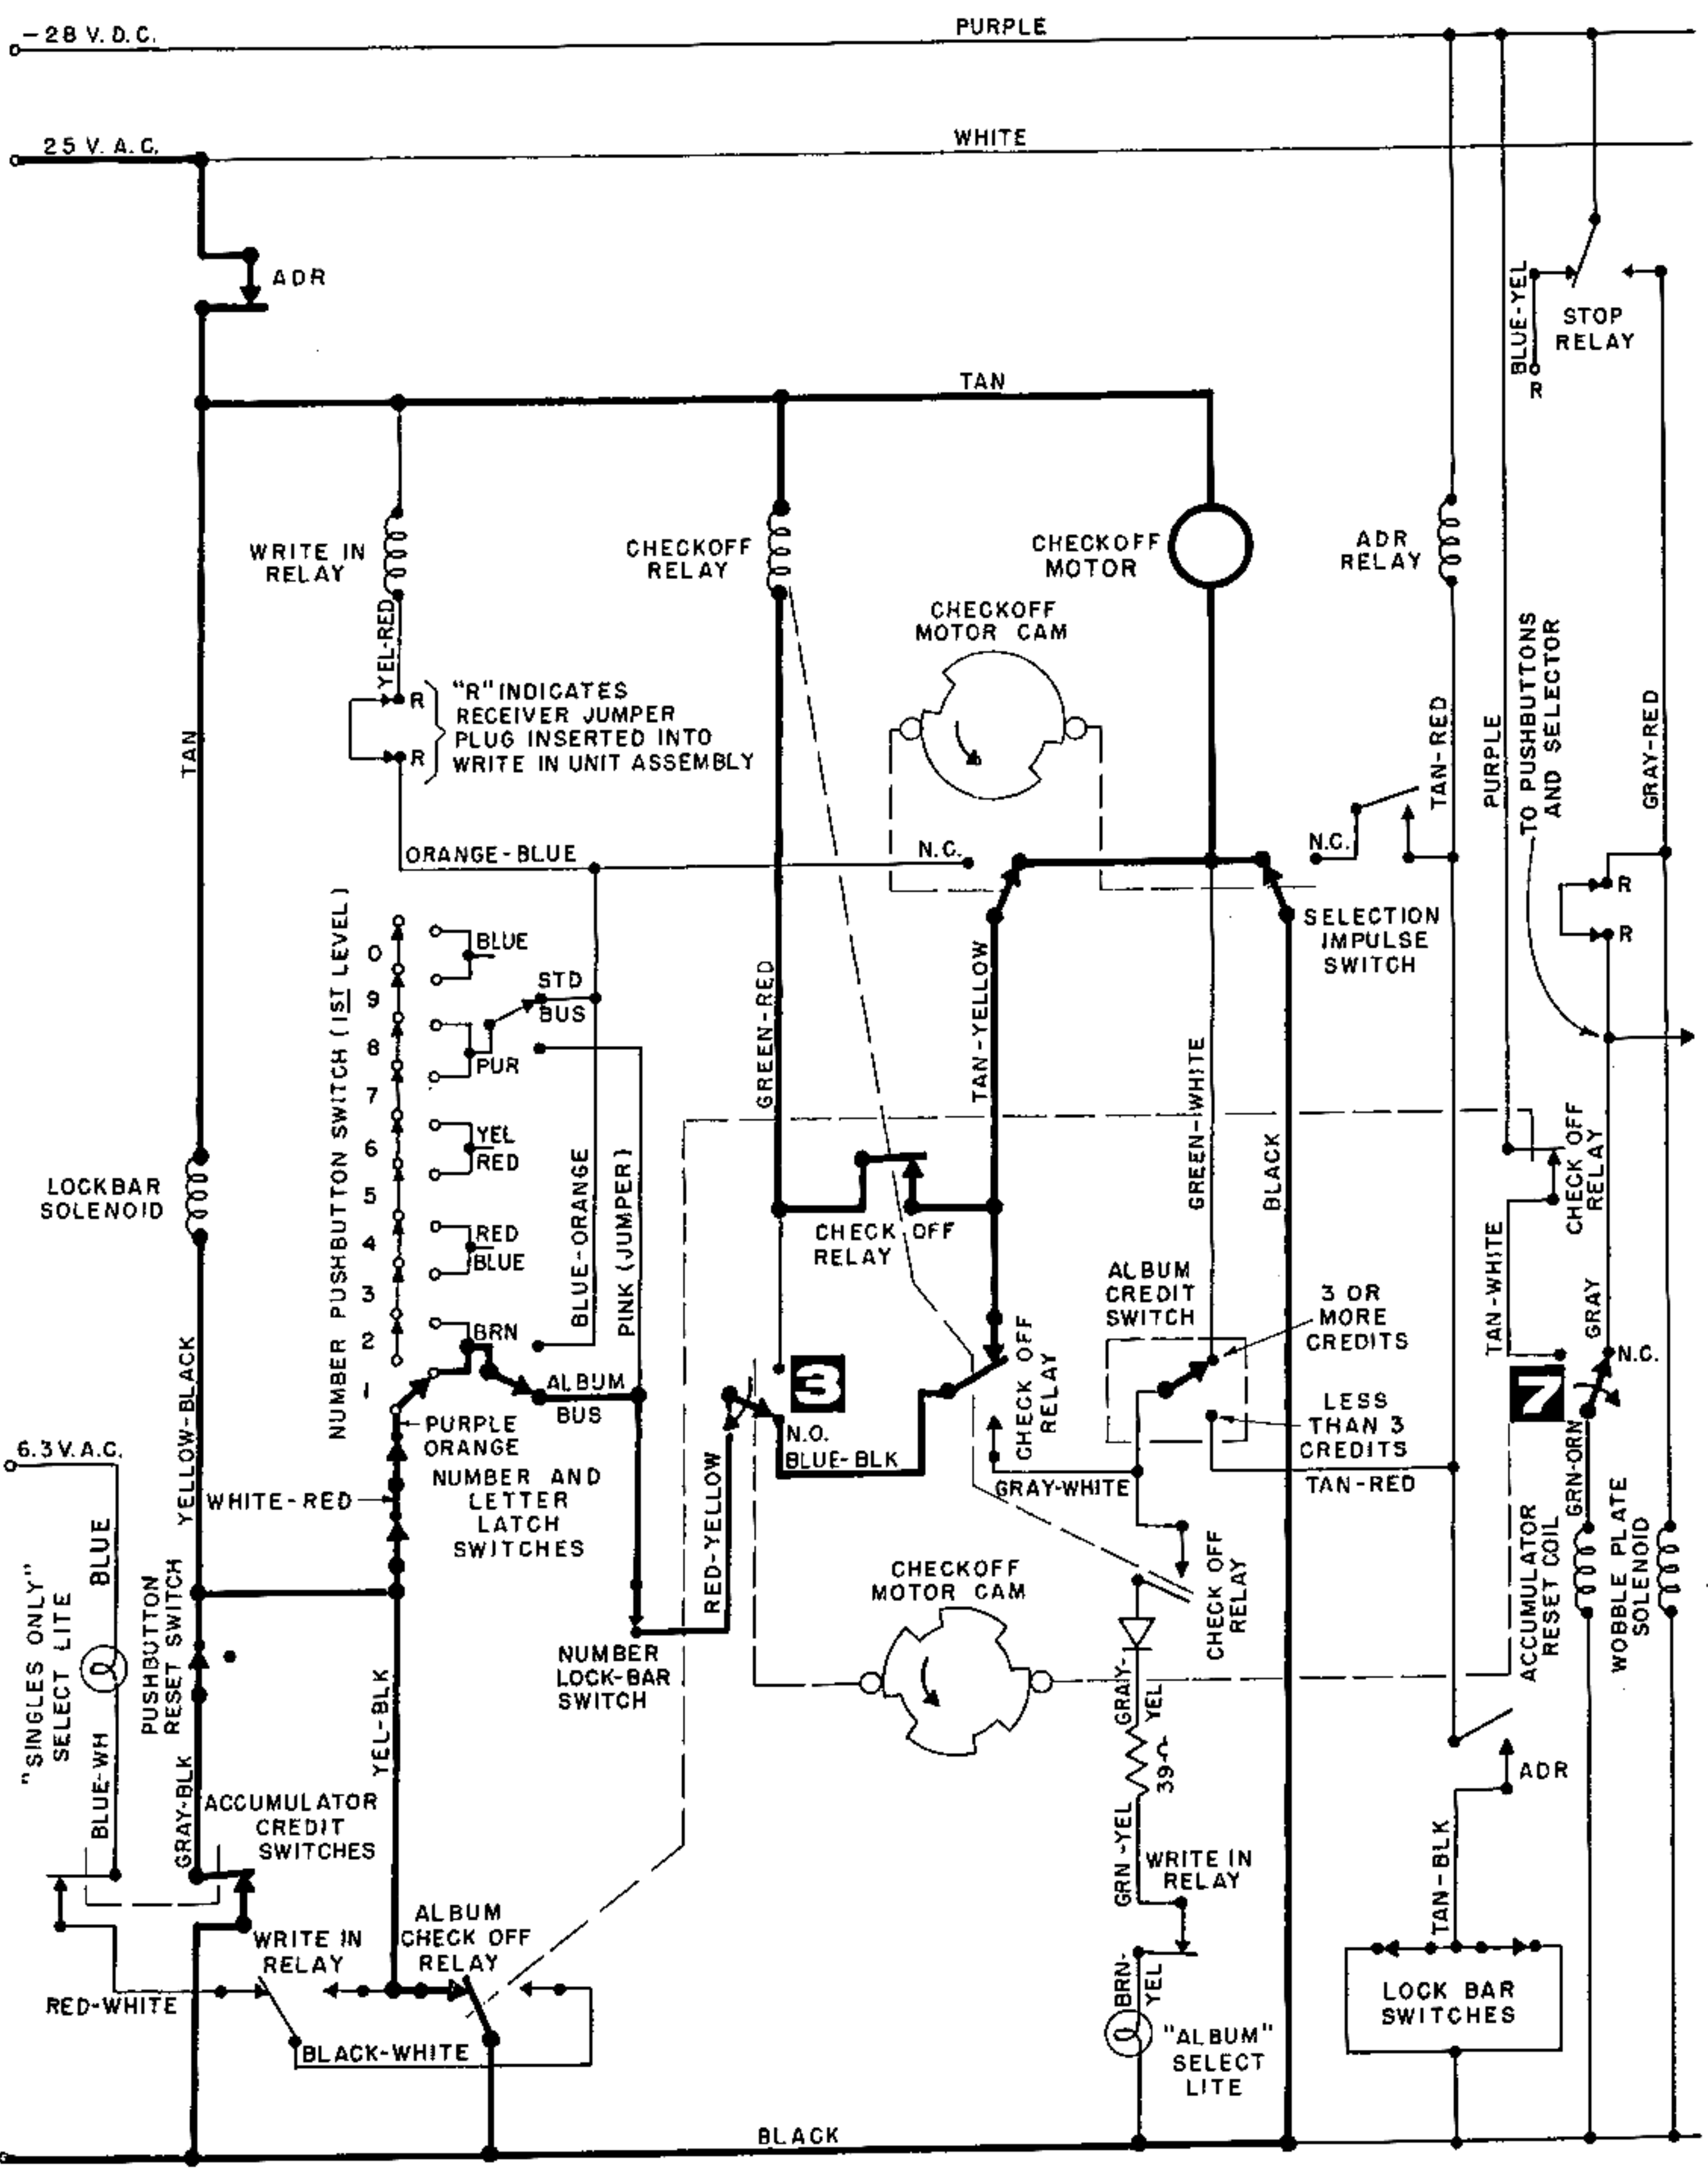 −28 V. D. C.
PURPLE
25 V. A. C.
WHITE
ADR
BLUE-YEL
STOP
RELAY
R
TAN
WRITE IN
RELAY
CHECKOFF
RELAY
CHECKOFF
MOTOR
ADR
RELAY
YEL-RED
CHECKOFF
MOTOR CAM
TO PUSHBUTTONS
AND SELECTOR
R
R
"R" INDICATES
RECEIVER JUMPER
PLUG INSERTED INTO
WRITE IN UNIT ASSEMBLY
TAN
TAN-RED
PURPLE
GRAY-RED
ORANGE-BLUE
N.C.
N.C.
R
R
SELECTION
IMPULSE
SWITCH
NUMBER PUSHBUTTON SWITCH (1ST LEVEL)
0
9
8
7
6
5
4
3
2
1
BLUE
STD
BUS
PUR
YEL
RED
RED
BLUE
BRN
ALBUM
BUS
GREEN-RED
TAN-YELLOW
GREEN-WHITE
BLACK
BLUE-ORANGE
PINK (JUMPER)
LOCKBAR
SOLENOID
CHECK OFF
RELAY
CHECK OFF
RELAY
TAN-WHITE
GRAY
ALBUM
CREDIT
SWITCH
3 OR
MORE
CREDITS
LESS
THAN 3
CREDITS
CHECK OFF
RELAY
3
N.O.
BLUE-BLK
7
N.C.
YELLOW-BLACK
PURPLE
ORANGE
WHITE-RED
NUMBER AND
LETTER
LATCH
SWITCHES
6.3 V. A.C.
GRAY-WHITE
TAN-RED
GRN-ORN
RED-YELLOW
BLUE
"SINGLES ONLY"
SELECT LITE
PUSHBUTTON
RESET SWITCH
CHECKOFF
MOTOR CAM
CHECK OFF
RELAY
ACCUMULATOR
RESET COIL
WOBBLE PLATE
SOLENOID
NUMBER
LOCK-BAR
SWITCH
GRAY-
YEL
39-Ω
BLUE-WH
GRAY-BLK
YEL-BLK
ACCUMULATOR
CREDIT
SWITCHES
GRN-YEL
WRITE IN
RELAY
ADR
TAN-BLK
WRITE IN
RELAY
ALBUM
CHECK OFF
RELAY
RED-WHITE
BLACK-WHITE
BRN-
YEL
"ALBUM"
SELECT
LITE
LOCK BAR
SWITCHES
BLACK